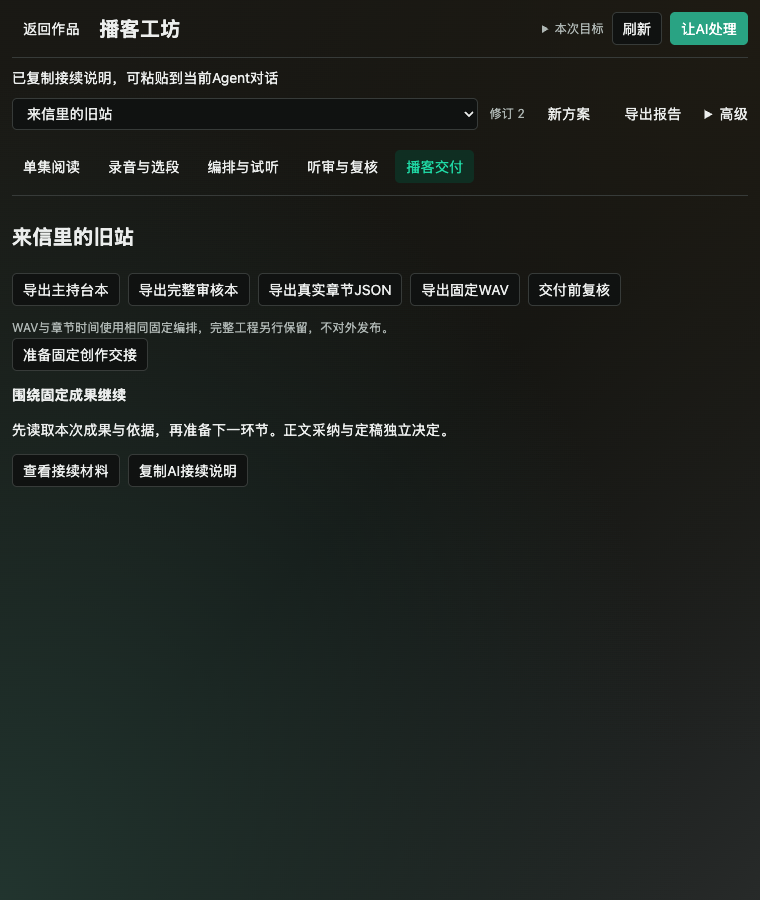 返回作品 播客工坊 ▶ 本次目标 刷新 让AI处理
已复制接续说明，可粘贴到当前Agent对话
来信里的旧站 修订 2 新方案 导出报告 ▶ 高级
单集阅读 录音与选段 编排与试听 听审与复核 播客交付
来信里的旧站
导出主持台本 导出完整审核本 导出真实章节JSON 导出固定WAV 交付前复核
WAV与章节时间使用相同固定编排，完整工程另行保留，不对外发布。
准备固定创作交接
围绕固定成果继续
先读取本次成果与依据，再准备下一环节。正文采纳与定稿独立决定。
查看接续材料 复制AI接续说明